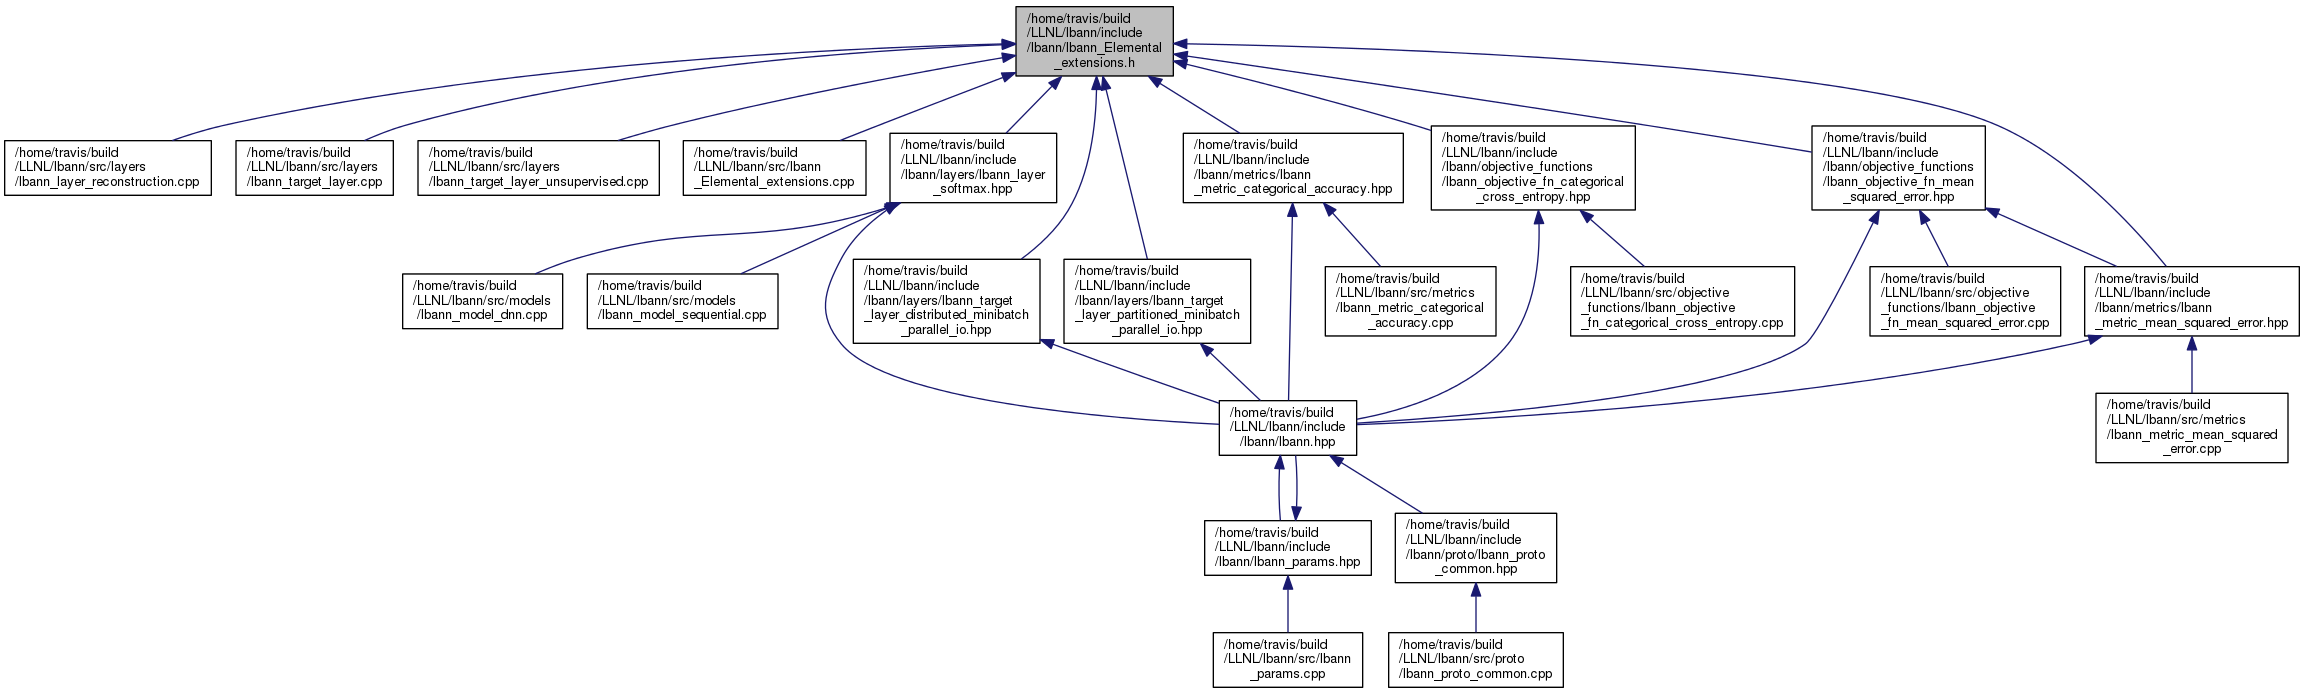 /home/travis/build
/LLNL/lbann/include
/lbann/lbann_Elemental
_extensions.h
/home/travis/build
/LLNL/lbann/src/layers
/lbann_layer_reconstruction.cpp
/home/travis/build
/LLNL/lbann/src/layers
/lbann_target_layer.cpp
/home/travis/build
/LLNL/lbann/src/layers
/lbann_target_layer_unsupervised.cpp
/home/travis/build
/LLNL/lbann/src/lbann
_Elemental_extensions.cpp
/home/travis/build
/LLNL/lbann/include
/lbann/layers/lbann_layer
_softmax.hpp
/home/travis/build
/LLNL/lbann/include
/lbann/metrics/lbann
_metric_categorical_accuracy.hpp
/home/travis/build
/LLNL/lbann/include
/lbann/objective_functions
/lbann_objective_fn_categorical
_cross_entropy.hpp
/home/travis/build
/LLNL/lbann/include
/lbann/objective_functions
/lbann_objective_fn_mean
_squared_error.hpp
/home/travis/build
/LLNL/lbann/src/models
/lbann_model_dnn.cpp
/home/travis/build
/LLNL/lbann/src/models
/lbann_model_sequential.cpp
/home/travis/build
/LLNL/lbann/include
/lbann/layers/lbann_target
_layer_distributed_minibatch
_parallel_io.hpp
/home/travis/build
/LLNL/lbann/include
/lbann/layers/lbann_target
_layer_partitioned_minibatch
_parallel_io.hpp
/home/travis/build
/LLNL/lbann/src/metrics
/lbann_metric_categorical
_accuracy.cpp
/home/travis/build
/LLNL/lbann/src/objective
_functions/lbann_objective
_fn_categorical_cross_entropy.cpp
/home/travis/build
/LLNL/lbann/src/objective
_functions/lbann_objective
_fn_mean_squared_error.cpp
/home/travis/build
/LLNL/lbann/include
/lbann/metrics/lbann
_metric_mean_squared_error.hpp
/home/travis/build
/LLNL/lbann/include
/lbann/lbann.hpp
/home/travis/build
/LLNL/lbann/src/metrics
/lbann_metric_mean_squared
_error.cpp
/home/travis/build
/LLNL/lbann/include
/lbann/lbann_params.hpp
/home/travis/build
/LLNL/lbann/include
/lbann/proto/lbann_proto
_common.hpp
/home/travis/build
/LLNL/lbann/src/lbann
_params.cpp
/home/travis/build
/LLNL/lbann/src/proto
/lbann_proto_common.cpp